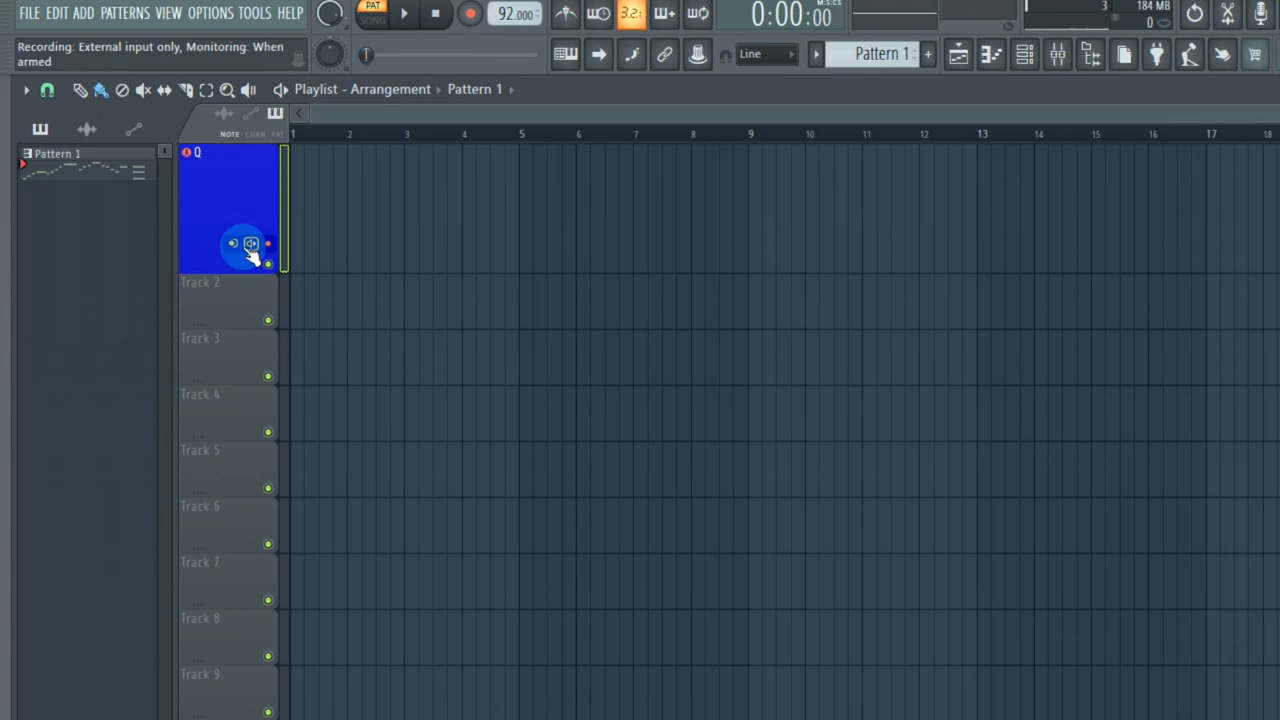 FILE EDIT ADD PATTERNS VIEW OPTIONS TOOLS HELP
PAT
SONG
92.000
3.2.
0:00:00
M:S:CS
3
184 MB
0
Recording: External input only, Monitoring: When
armed
Line
Pattern 1
+
Playlist - Arrangement › Pattern 1 ›
NOTE CHAN PAT
1 2 3 4 5 6 7 8 9 10 11 12 13 14 15 16 17 18
Pattern 1
Q
Track 2
Track 3
Track 4
Track 5
Track 6
Track 7
Track 8
Track 9